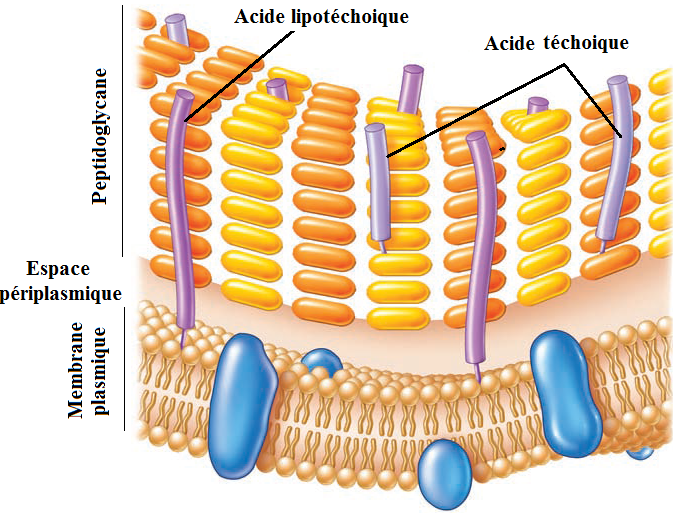 Acide lipotéchoique
Acide téchoique
Peptidoglycane
Espace
périplasmique
Membrane
plasmique